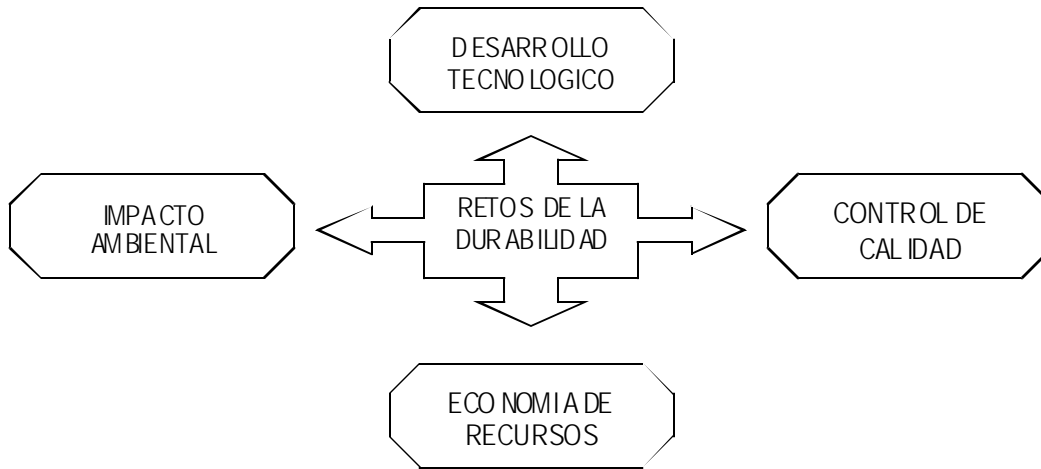 DESARROLLO
TECNOLOGICO
IMPACTO
AMBIENTAL
RETOS DE LA
DURABILIDAD
CONTROL DE
CALIDAD
ECONOMIA DE
RECURSOS